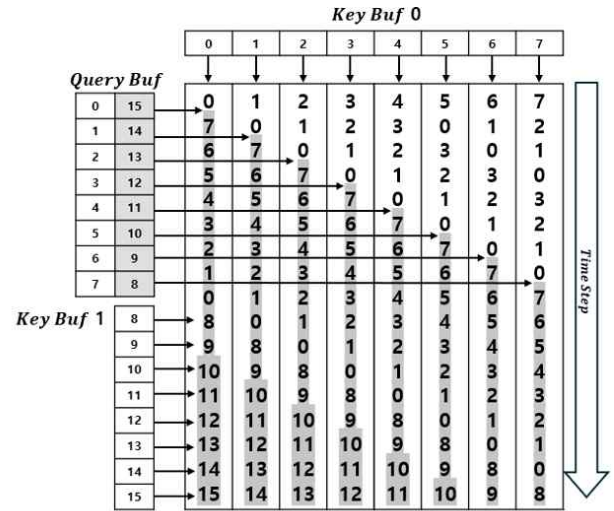 Key Buf 0
0 1 2 3 4 5 6 7
Query Buf
0 15
1 14
2 13
3 12
4 11
5 10
6 9
7 8
Key Buf 1
8
9
10
11
12
13
14
15
0 1 2 3 4 5 6 7
7 0 1 2 3 0 1 2
6 7 0 1 2 3 0 1
5 6 7 0 1 2 3 0
4 5 6 7 0 1 2 3
3 4 5 6 7 0 1 2
2 3 4 5 6 7 0 1
1 2 3 4 5 6 7 0
0 1 2 3 4 5 6 7
8 0 1 2 3 4 5 6
9 8 0 1 2 3 4 5
10 9 8 0 1 2 3 4
11 10 9 8 0 1 2 3
12 11 10 9 8 0 1 2
13 12 11 10 9 8 0 1
14 13 12 11 10 9 8 0
15 14 13 12 11 10 9 8
Time Step